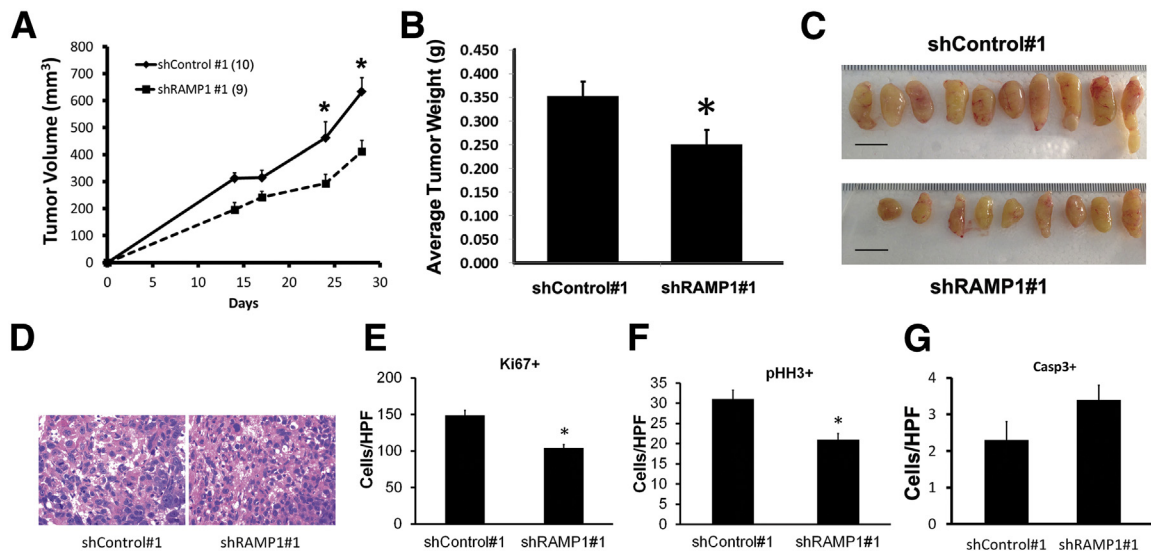 A
Tumor Volume (mm³)
800
700
600
500
400
300
200
100
0
0 5 10 15 20 25 30
Days
shControl #1 (10)
shRAMP1 #1 (9)
*
*
B
Average Tumor Weight (g)
0.450
0.400
0.350
0.300
0.250
0.200
0.150
0.100
0.050
0.000
*
shControl#1 shRAMP1#1
C
shControl#1
shRAMP1#1
D
shControl#1 shRAMP1#1
E
Ki67+
Cells/HPF
200
150
100
50
0
*
shControl#1 shRAMP1#1
F
pHH3+
Cells/HPF
35
30
25
20
15
10
5
0
*
shControl#1 shRAMP1#1
G
Casp3+
Cells/HPF
4
3
2
1
0
shControl#1 shRAMP1#1